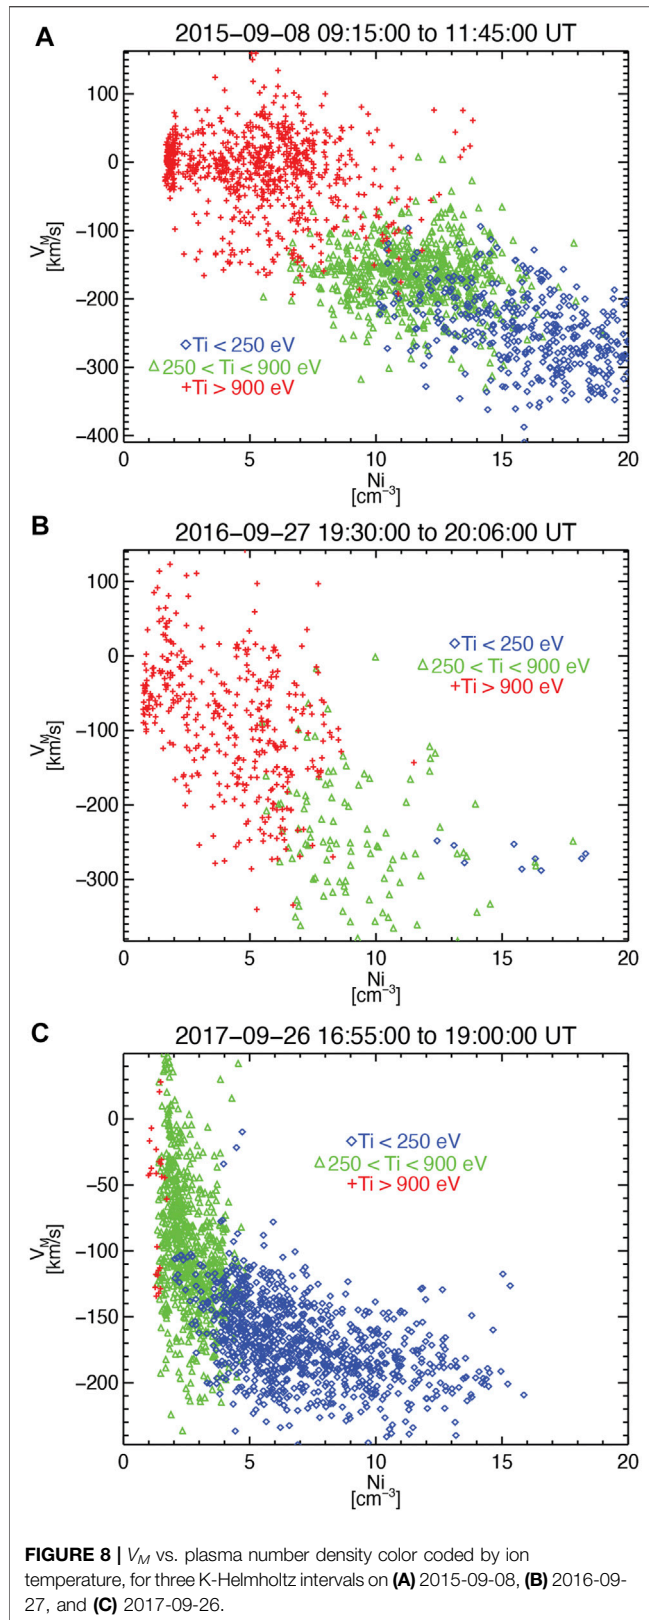 A
2015−09−08 09:15:00 to 11:45:00 UT
100
0
−100
−200
−300
−400
V_M
[km/s]
◇Ti < 250 eV
△250 < Ti < 900 eV
+Ti > 900 eV
0 5 10 15 20
Ni
[cm⁻³]
B
2016−09−27 19:30:00 to 20:06:00 UT
100
0
−100
−200
−300
V_M
[km/s]
◇Ti < 250 eV
△250 < Ti < 900 eV
+Ti > 900 eV
0 5 10 15 20
Ni
[cm⁻³]
C
2017−09−26 16:55:00 to 19:00:00 UT
0
−50
−100
−150
−200
V_M
[km/s]
◇Ti < 250 eV
△250 < Ti < 900 eV
+Ti > 900 eV
0 5 10 15 20
Ni
[cm⁻³]
FIGURE 8 | V_M vs. plasma number density color coded by ion
temperature, for three K-Helmholtz intervals on (A) 2015-09-08, (B) 2016-09-
27, and (C) 2017-09-26.